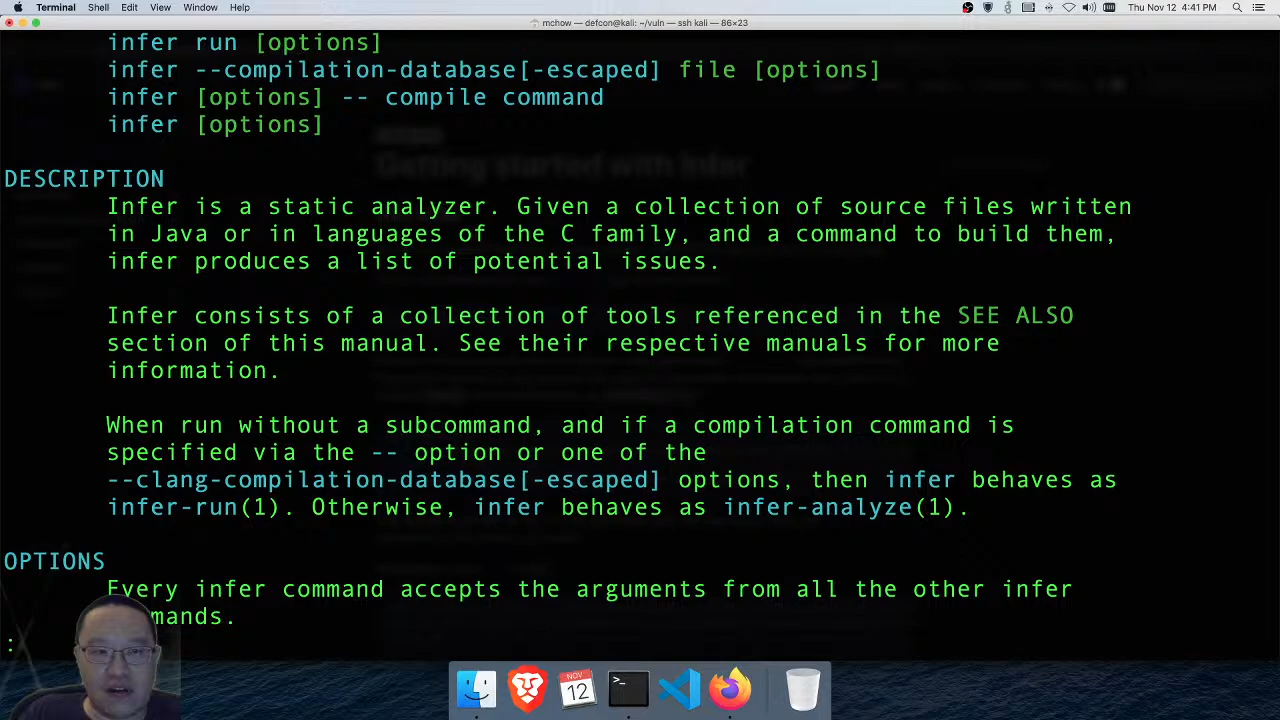 Terminal Shell Edit View Window Help Thu Nov 12 4:41 PM
mchow — defcon@kali: ~/vuln — ssh kali — 86×23
infer run [options]
infer --compilation-database[-escaped] file [options]
infer [options] -- compile command
infer [options]
Getting started with Infer
DESCRIPTION
Infer is a static analyzer. Given a collection of source files written
in Java or in languages of the C family, and a command to build them,
infer produces a list of potential issues.
Infer consists of a collection of tools referenced in the SEE ALSO
section of this manual. See their respective manuals for more
information.
When run without a subcommand, and if a compilation command is
specified via the -- option or one of the
--clang-compilation-database[-escaped] options, then infer behaves as
infer-run(1). Otherwise, infer behaves as infer-analyze(1).
OPTIONS
Every infer command accepts the arguments from all the other infer
mands.
:
NOV
12
>_